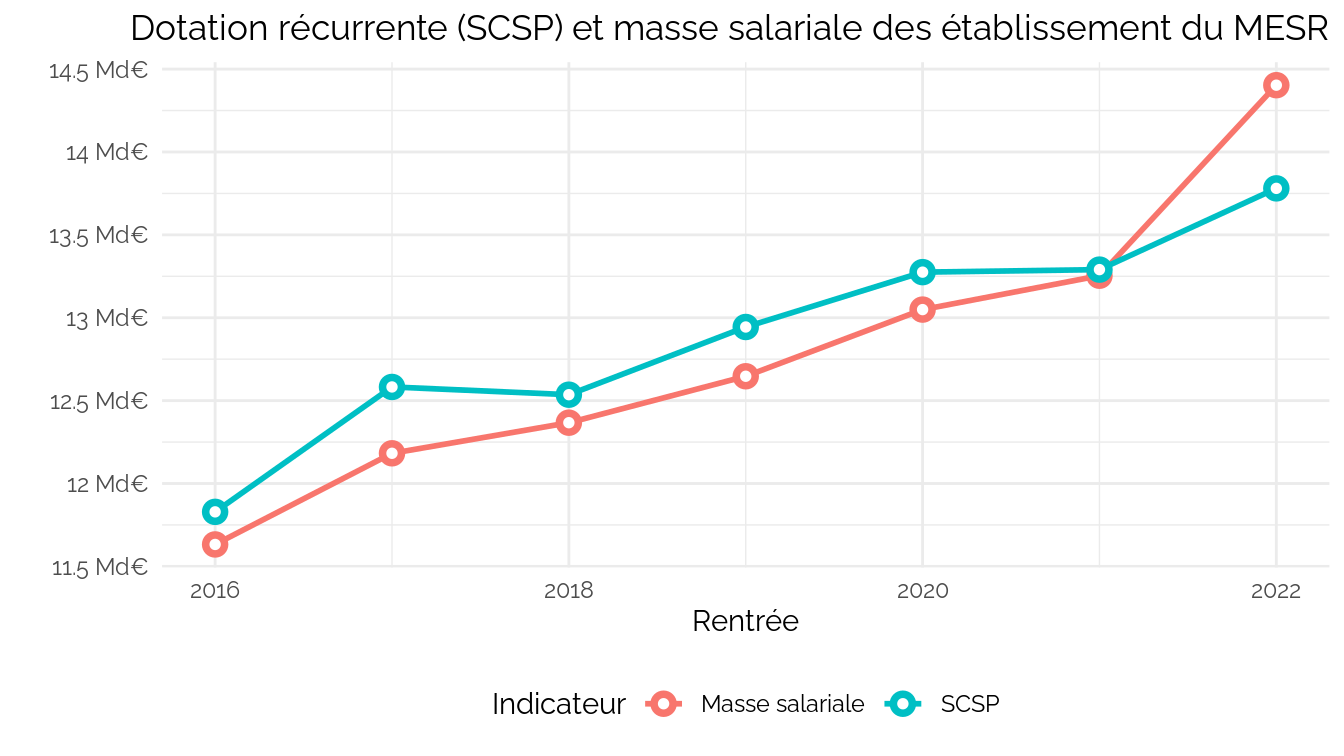 Dotation récurrente (SCSP) et masse salariale des établissement du MESR
14.5 Md€
14 Md€
13.5 Md€
13 Md€
12.5 Md€
12 Md€
11.5 Md€
2016 2018 2020 2022
Rentrée
Indicateur Masse salariale SCSP